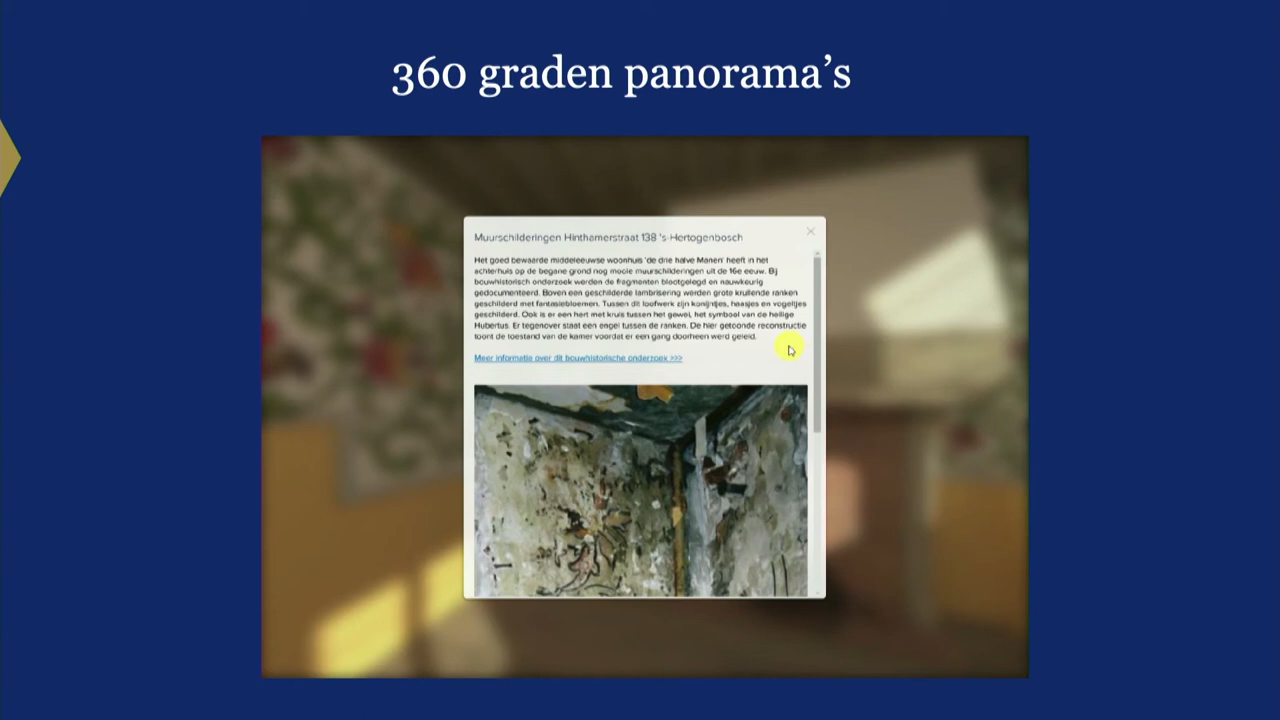 360 graden panorama’s
Muurschilderingen Hinthamerstraat 138 's-Hertogenbosch
Het goed bewaarde middeleeuwse woonhuis 'de drie halve Manen' heeft in het
achterhuis op de begane grond nog mooie muurschilderingen uit de 16e eeuw. Bij
bouwhistorisch onderzoek werden de fragmenten blootgelegd en nauwkeurig
gedocumenteerd. Boven een geschilderde lambrisering werden grote krullende ranken
geschilderd met fantasiebloemen. Tussen dit loofwerk zijn konijntjes, haasjes en vogeltjes
geschilderd. Ook is er een hert met kruis tussen het gewei, het symbool van de heilige
Hubertus. Er tegenover staat een engel tussen de ranken. De hier getoonde reconstructie
toont de toestand van de kamer voordat er een gang doorheen werd geleid.
Meer informatie over dit bouwhistorische onderzoek >>>